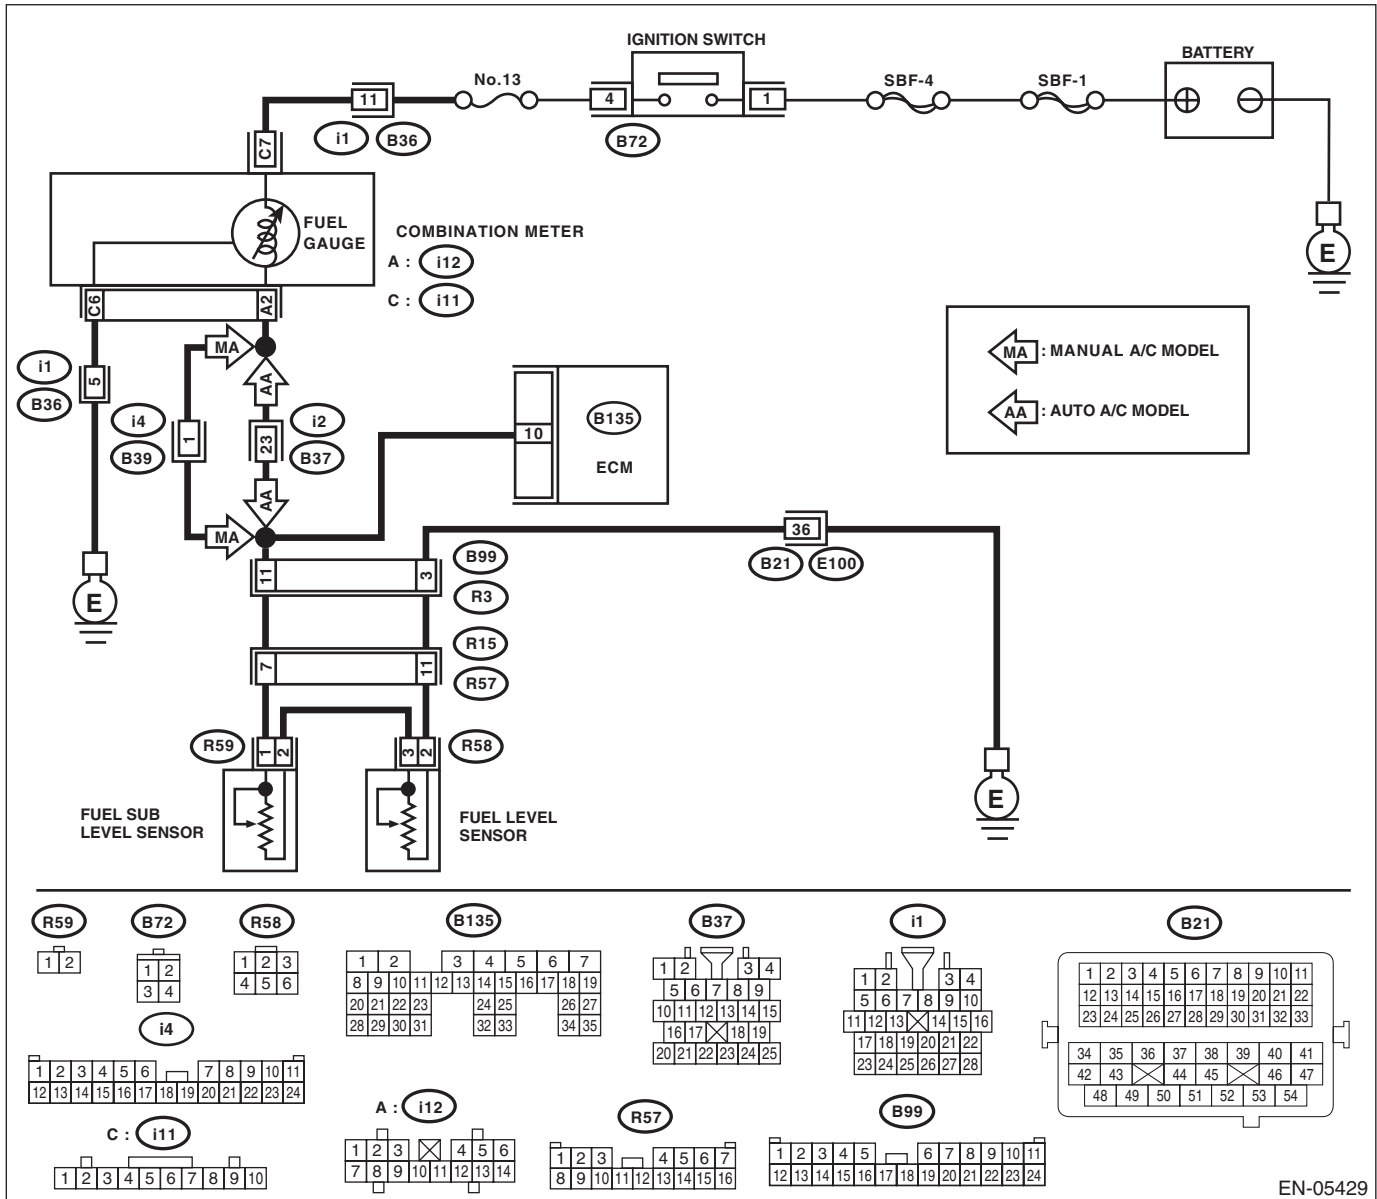 IGNITION SWITCH
BATTERY
No.13
SBF-4
SBF-1
11
4
1
i1
B36
B72
C7
E
FUEL
GAUGE
COMBINATION METER
A : i12
C : i11
C6
A2
MA
MA : MANUAL A/C MODEL
i1
5
B36
AA
i4
1
B39
23
i2
B37
10
B135
ECM
AA : AUTO A/C MODEL
AA
MA
36
B21
E100
11
3
B99
R3
E
7
11
R15
R57
R59
1
2
3
2
R58
E
FUEL SUB
LEVEL SENSOR
FUEL LEVEL
SENSOR
R59
1 2
B72
1 2
3 4
R58
1 2 3
4 5 6
B135
1 2 3 4 5 6 7
8 9 10 11 12 13 14 15 16 17 18 19
20 21 22 23 24 25 26 27
28 29 30 31 32 33 34 35
B37
1 2 3 4
5 6 7 8 9
10 11 12 13 14 15
16 17 18 19
20 21 22 23 24 25
i1
1 2 3 4
5 6 7 8 9 10
11 12 13 14 15 16
17 18 19 20 21 22
23 24 25 26 27 28
B21
1 2 3 4 5 6 7 8 9 10 11
12 13 14 15 16 17 18 19 20 21 22
23 24 25 26 27 28 29 30 31 32 33
34 35 36 37 38 39 40 41
42 43 44 45 46 47
48 49 50 51 52 53 54
i4
1 2 3 4 5 6 7 8 9 10 11
12 13 14 15 16 17 18 19 20 21 22 23 24
C : i11
1 2 3 4 5 6 7 8 9 10
A : i12
1 2 3 4 5 6
7 8 9 10 11 12 13 14
R57
1 2 3 4 5 6 7
8 9 10 11 12 13 14 15 16
B99
1 2 3 4 5 6 7 8 9 10 11
12 13 14 15 16 17 18 19 20 21 22 23 24
EN-05429